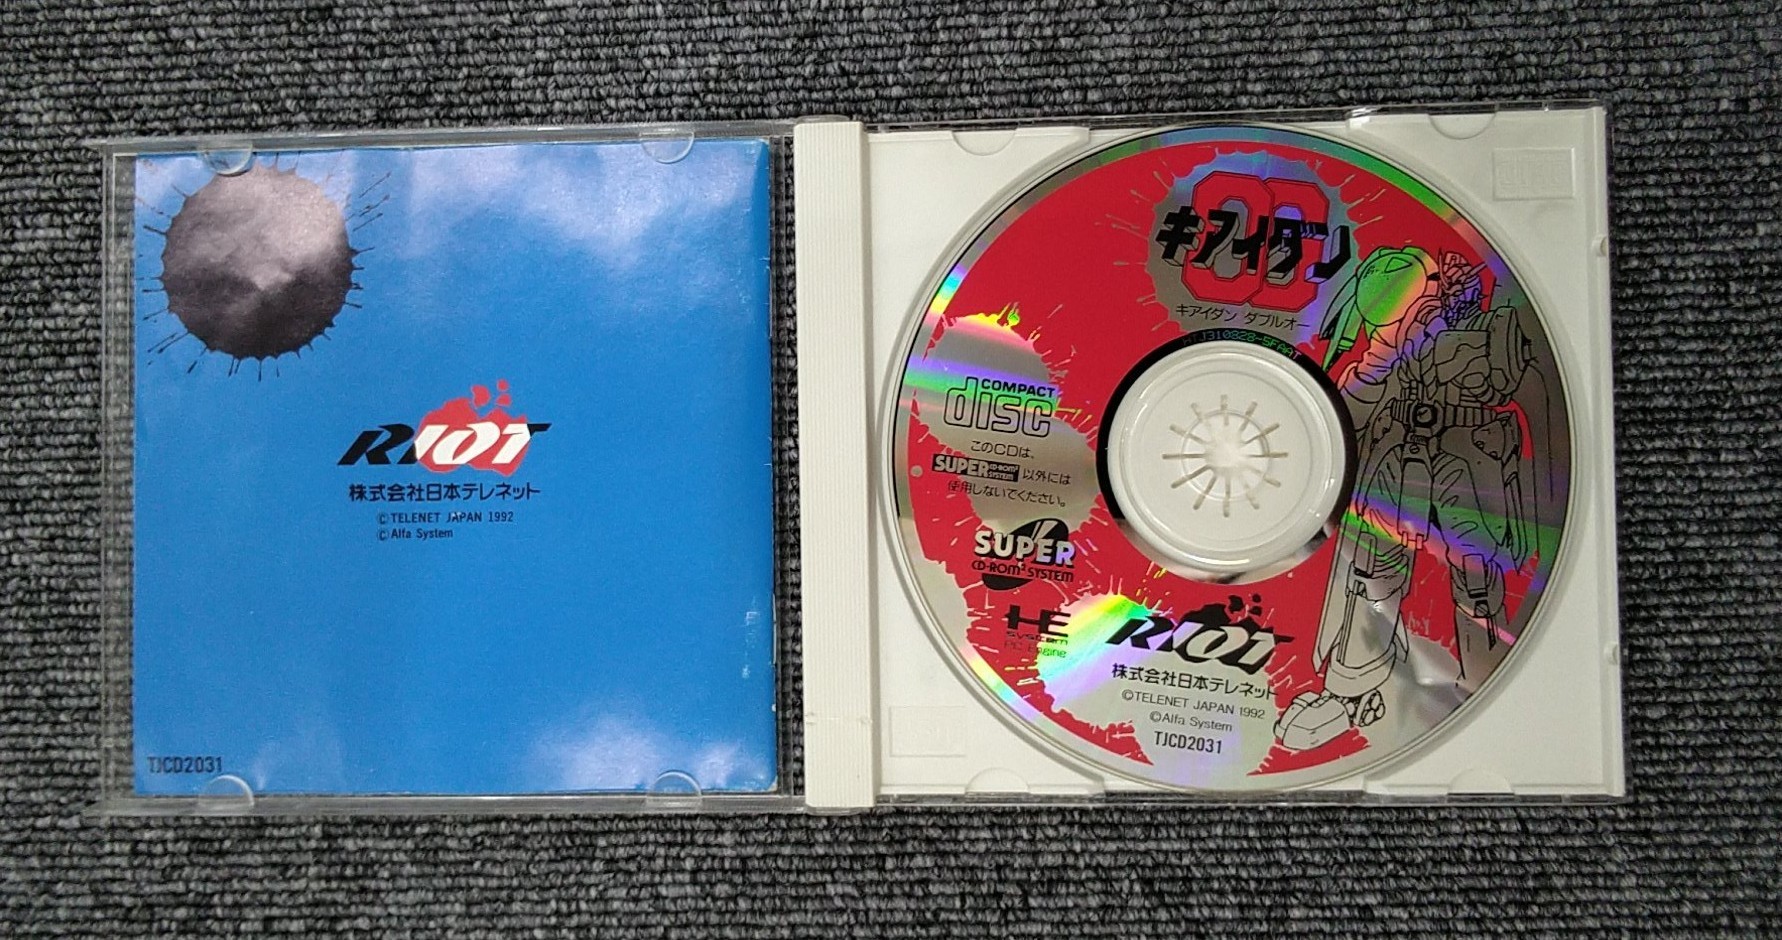 RIOT
株式会社日本テレネット
©TELENET JAPAN 1992
©Alfa System
TJCD2031
00
キアイダン
キアイダン ダブルオー
COMPACT
disc
このCDは、
SUPER CD-ROM² SYSTEM 以外には
使用しないでください。
SUPER
CD-ROM² SYSTEM
HE
SYSTEM
PC Engine
RIOT
株式会社日本テレネット
©TELENET JAPAN 1992
©Alfa System
TJCD2031